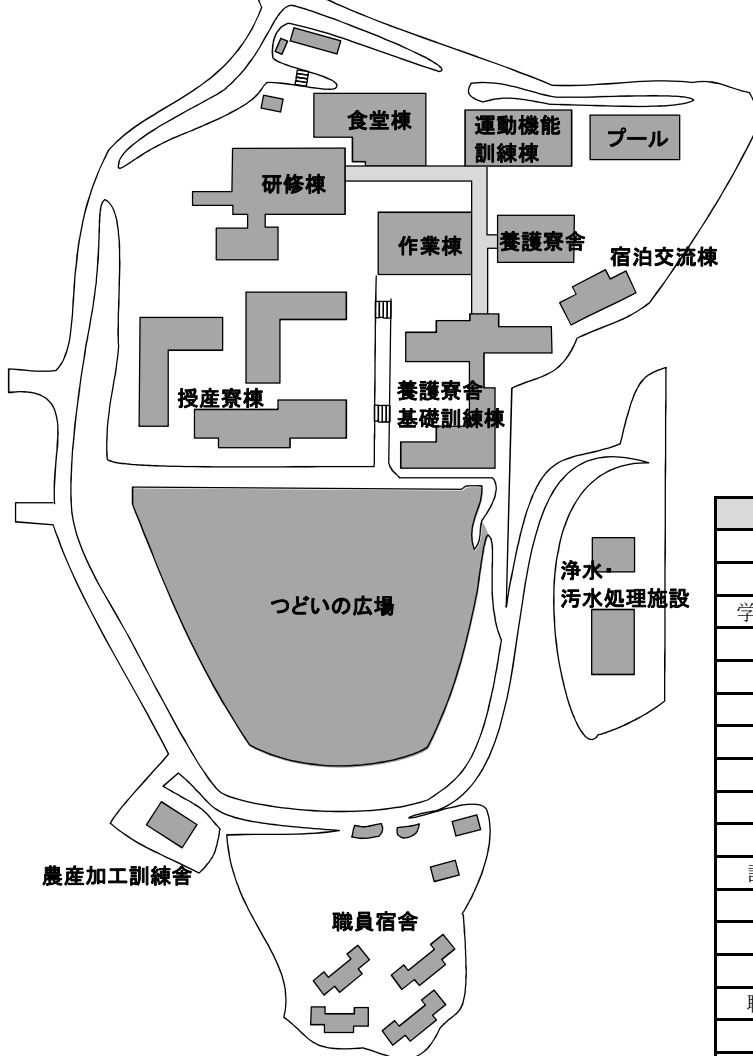 食堂棟
運動機能
訓練棟
プール
研修棟
作業棟
養護寮舎
宿泊交流棟
授産寮棟
養護寮舎
基礎訓練棟
つどいの広場
浄水・
汚水処理施設
学
農産加工訓練舎
職員宿舎